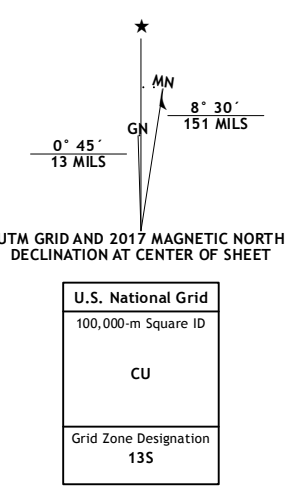 ★
MN
8° 30´
151 MILS
GN
0° 45´
13 MILS
UTM GRID AND 2017 MAGNETIC NORTH
DECLINATION AT CENTER OF SHEET
U.S. National Grid
100,000-m Square ID
CU
Grid Zone Designation
13S